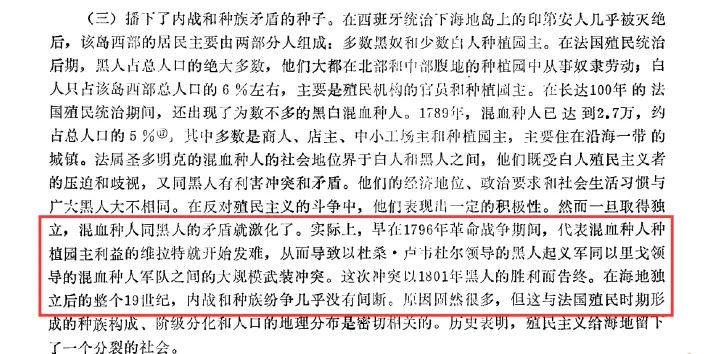 （三）播下了内战和种族矛盾的种子。在西班牙统治下海地岛上的印第安人几乎被灭绝
后，该岛西部的居民主要由两部分人组成：多数黑奴和少数白人种植园主。在法国殖民统治
后期，黑人占总人口的绝大多数，他们大都在北部和中部腹地的种植园中从事奴隶劳动；白
人只占该岛西部总人口的6％左右，主要是殖民机构的官员和种植园主。在长达100年的法
国殖民统治期间，还出现了为数不多的黑白混血种人。1789年，混血种人已达到2.7万，约
占总人口的5％，其中多数是商人、店主、中小工场主和种植园主，主要住在沿海一带的
城镇。法属圣多明克的混血种人的社会地位界于白人和黑人之间，他们既受白人殖民主义者
的压迫和歧视，又同黑人有利害冲突和矛盾。他们的经济地位、政治要求和社会生活习惯与
广大黑人大不相同。在反对殖民主义的斗争中，他们表现出一定的积极性。然而一旦取得独
立，混血种人同黑人的矛盾就激化了。实际上，早在1796年革命战争期间，代表混血种人种
植园主利益的维拉特就开始发难，从而导致以杜桑·卢韦杜尔领导的黑人起义军同以里戈领
导的混血种人军队之间的大规模武装冲突。这次冲突以1801年黑人的胜利而告终。在海地独
立后的整个19世纪，内战和种族纷争几乎没有间断。原因固然很多，但这与法国殖民时期形
成的种族构成、阶级分化和人口的地理分布是密切相关的。历史表明，殖民主义给海地留下
了一个分裂的社会。